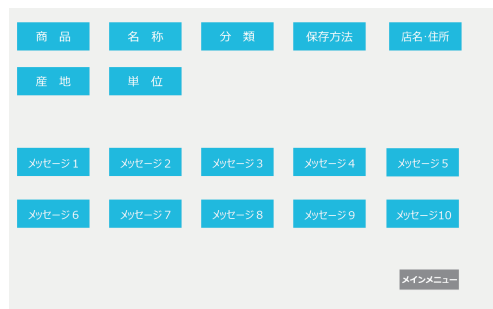 商　品　名　称　分　類　保存方法　店名・住所
産　地　単　位
メッセージ1　メッセージ2　メッセージ3　メッセージ4　メッセージ5
メッセージ6　メッセージ7　メッセージ8　メッセージ9　メッセージ10
メインメニュー